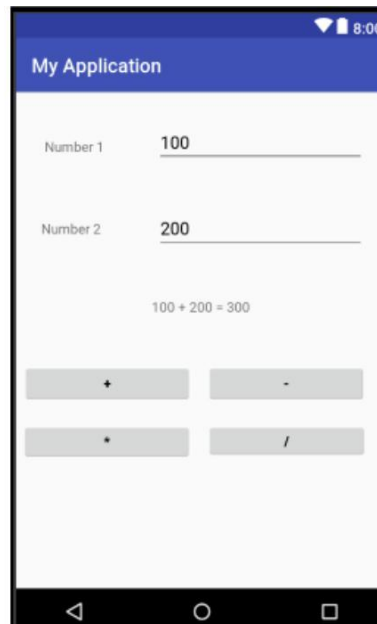 8:00
My Application
Number 1 100
Number 2 200
100 + 200 = 300
+ -
* /